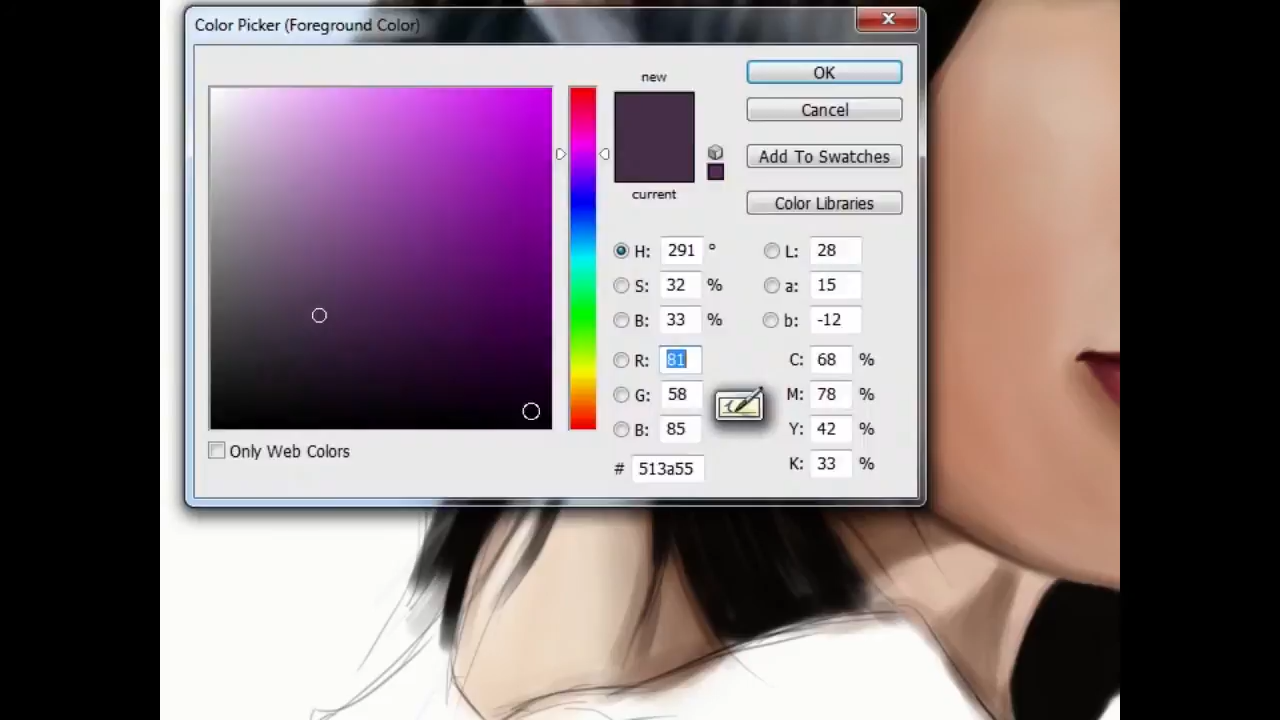 Color Picker (Foreground Color)
new
current
OK
Cancel
Add To Swatches
Color Libraries
H: 291 °
S: 32 %
B: 33 %
R: 81
G: 58
B: 85
# 513a55
L: 28
a: 15
b: -12
C: 68 %
M: 78 %
Y: 42 %
K: 33 %
Only Web Colors